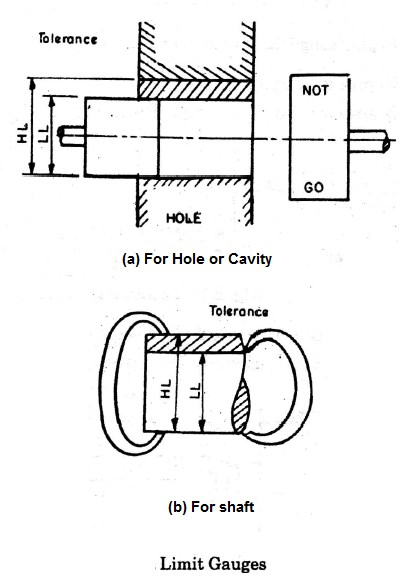 Tolerance
HL
LL
NOT
GO
HOLE
(a) For Hole or Cavity
Tolerance
HL
LL
(b) For shaft
Limit Gauges